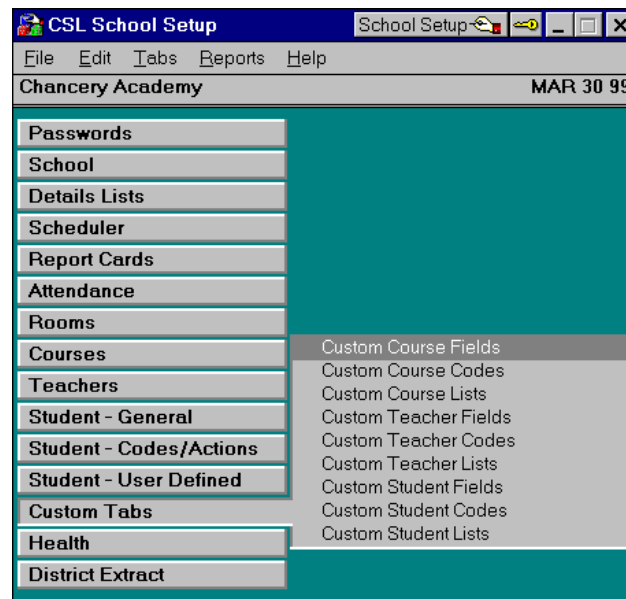 CSL School Setup School Setup
File Edit Tabs Reports Help
Chancery Academy MAR 30 99
Passwords
School
Details Lists
Scheduler
Report Cards
Attendance
Rooms
Courses
Teachers
Student - General
Student - Codes/Actions
Student - User Defined
Custom Tabs
Health
District Extract
Custom Course Fields
Custom Course Codes
Custom Course Lists
Custom Teacher Fields
Custom Teacher Codes
Custom Teacher Lists
Custom Student Fields
Custom Student Codes
Custom Student Lists